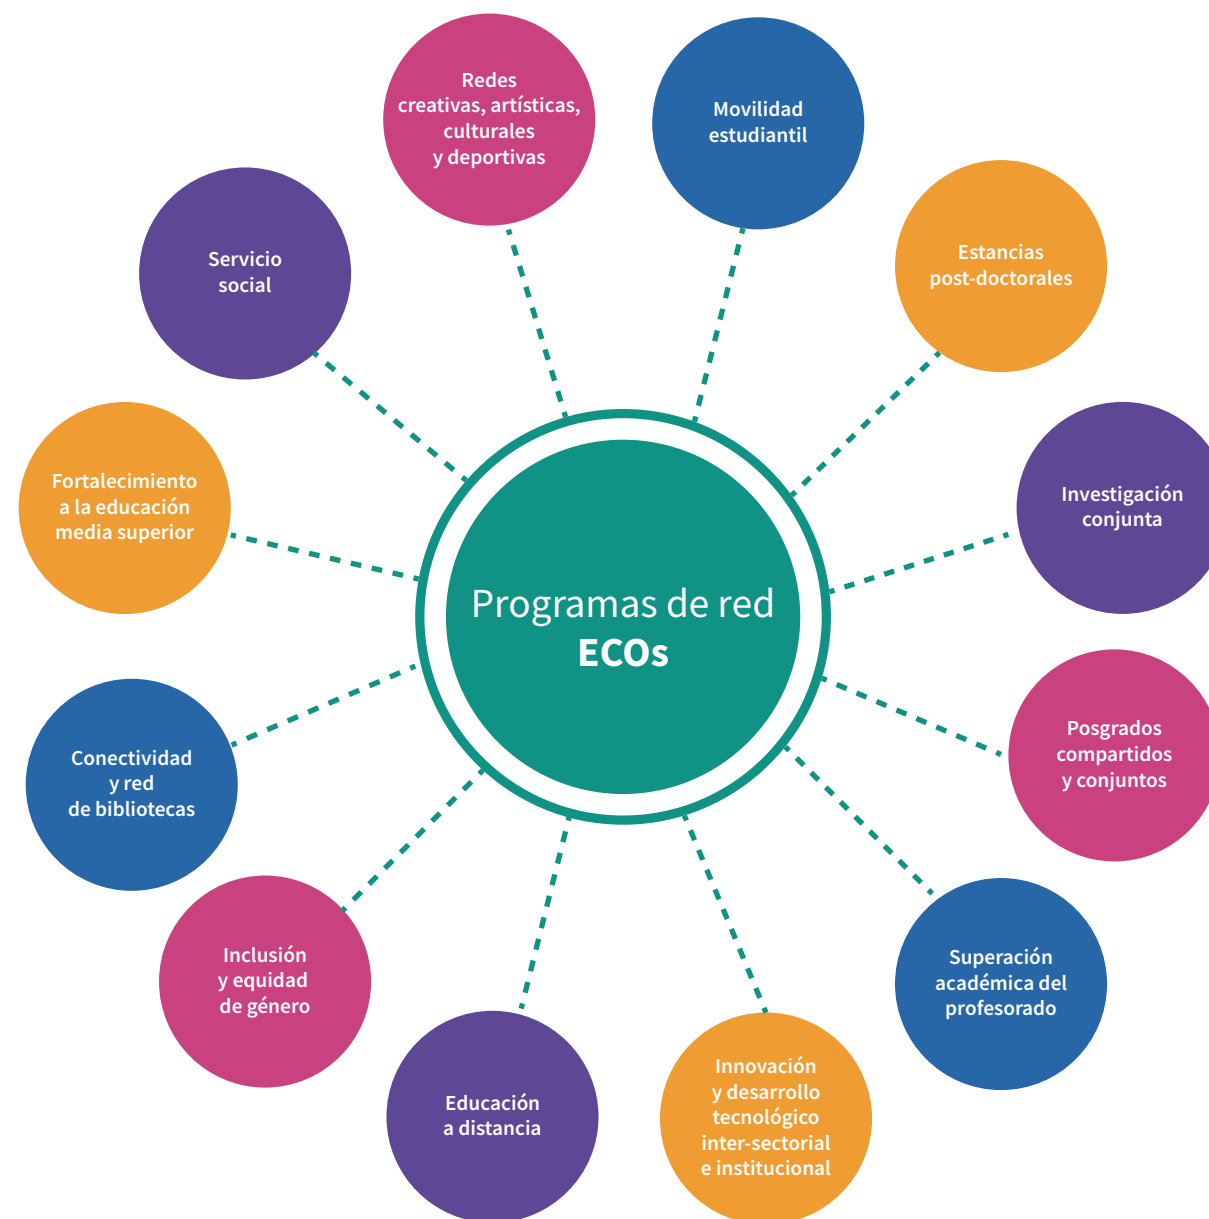 Redes
creativas, artísticas,
culturales
y deportivas
Movilidad
estudiantil
Estancias
post-doctorales
Servicio
social
Investigación
conjunta
Fortalecimiento
a la educación
media superior
Programas de red
ECOs
Posgrados
compartidos
y conjuntos
Conectividad
y red
de bibliotecas
Superación
académica del
profesorado
Inclusión
y equidad
de género
Innovación
y desarrollo
tecnológico
inter-sectorial
e institucional
Educación
a distancia